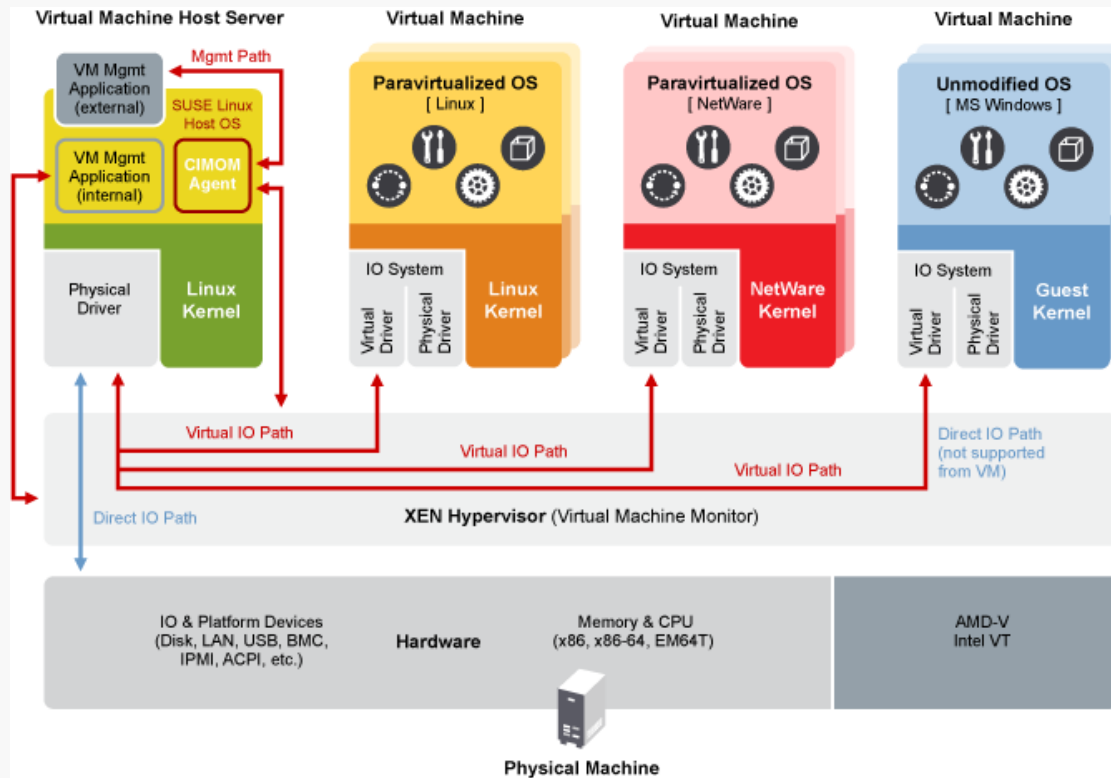 Virtual Machine Host Server
Virtual Machine
Virtual Machine
Virtual Machine
Mgmt Path
VM Mgmt
Application
(external)
SUSE Linux
Host OS
VM Mgmt
Application
(internal)
CIMOM
Agent
Physical
Driver
Linux
Kernel
Paravirtualized OS
[ Linux ]
IO System
Virtual
Driver
Physical
Driver
Linux
Kernel
Paravirtualized OS
[ NetWare ]
IO System
Virtual
Driver
Physical
Driver
NetWare
Kernel
Unmodified OS
[ MS Windows ]
IO System
Virtual
Driver
Physical
Driver
Guest
Kernel
Virtual IO Path
Virtual IO Path
Virtual IO Path
Direct IO Path
(not supported
from VM)
Direct IO Path
XEN Hypervisor (Virtual Machine Monitor)
IO & Platform Devices
(Disk, LAN, USB, BMC,
IPMI, ACPI, etc.)
Hardware
Memory & CPU
(x86, x86-64, EM64T)
AMD-V
Intel VT
Physical Machine